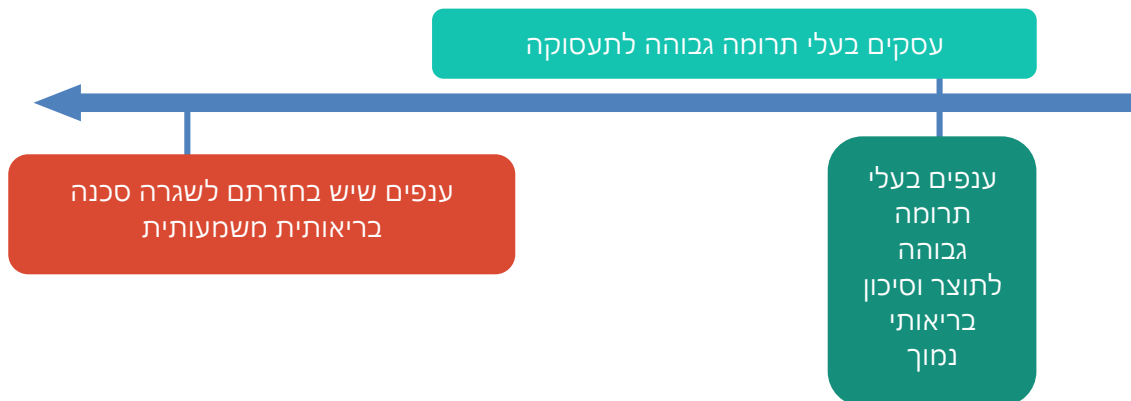 עסקים בעלי תרומה גבוהה לתעסוקה
ענפים בעלי
תרומה
גבוהה
לתוצר וסיכון
בריאותי
נמוך
ענפים שיש בחזרתם לשגרה סכנה
בריאותית משמעותית